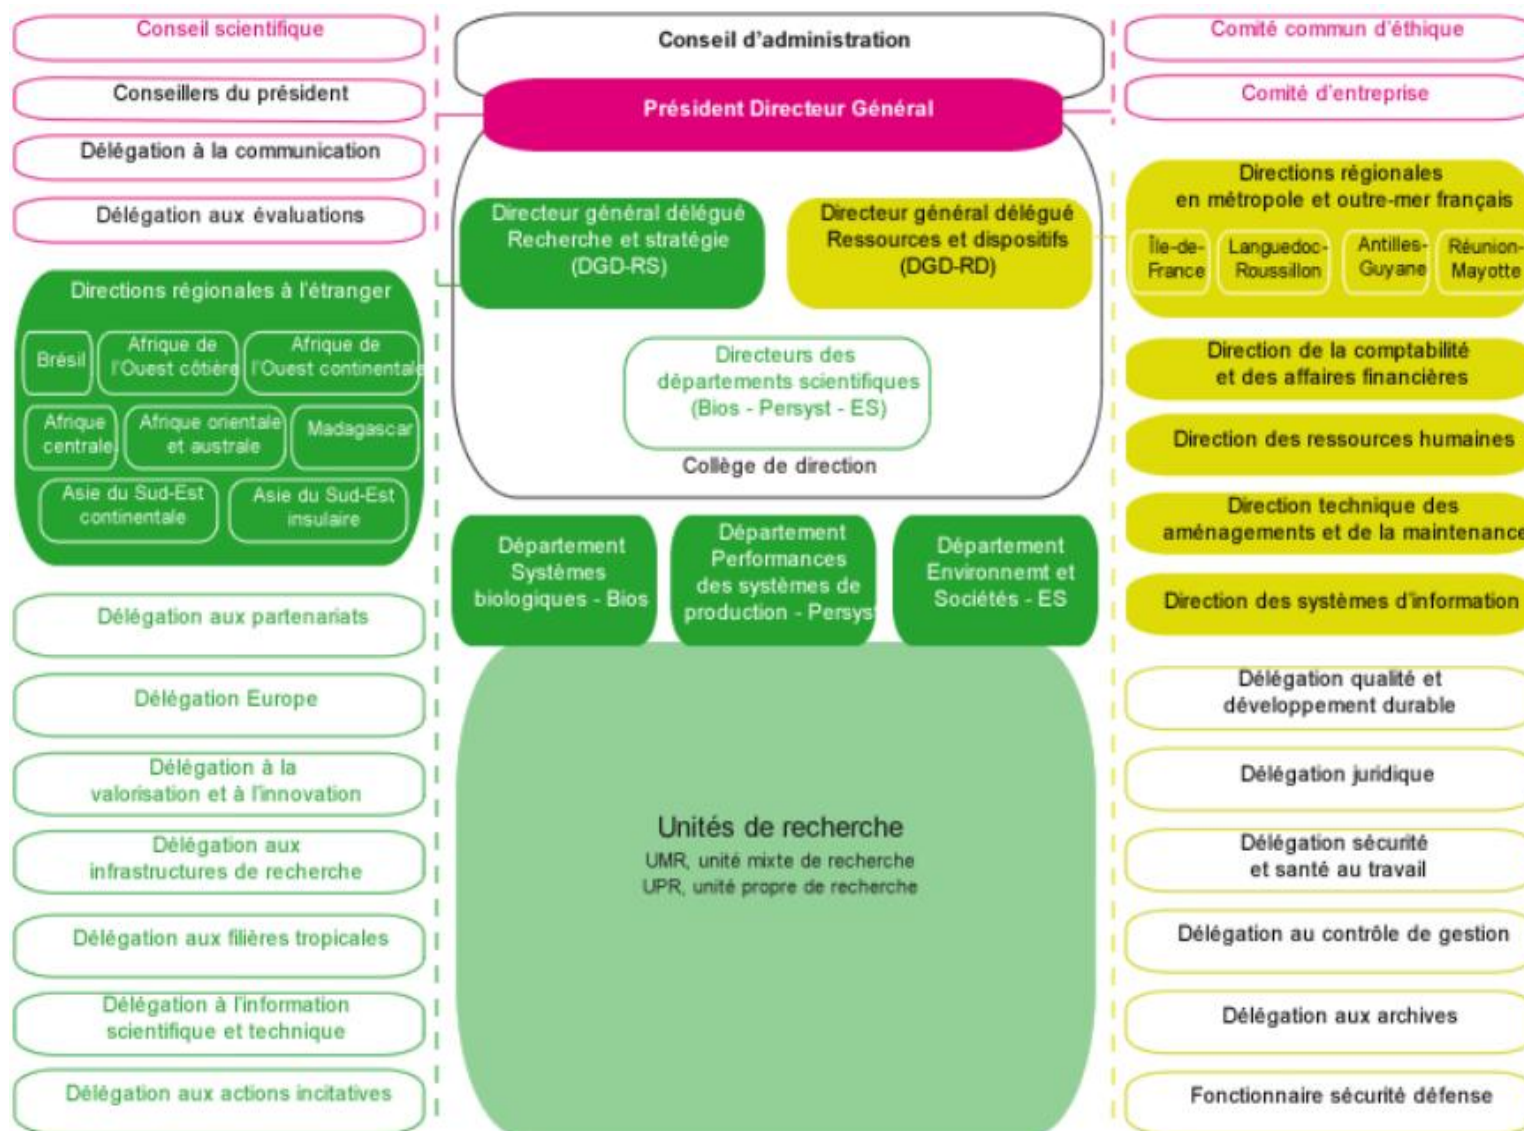 Conseil scientifique
Conseillers du président
Délégation à la communication
Délégation aux évaluations
Directions régionales à l'étranger
Brésil
Afrique de
l'Ouest côtière
Afrique de
l'Ouest continentale
Afrique
centrale
Afrique orientale
et australe
Madagascar
Asie du Sud-Est
continentale
Asie du Sud-Est
insulaire
Délégation aux partenariats
Délégation Europe
Délégation à la
valorisation et à l'innovation
Délégation aux
infrastructures de recherche
Délégation aux filières tropicales
Délégation à l'information
scientifique et technique
Délégation aux actions incitatives
Conseil d'administration
Président Directeur Général
Directeur général délégué
Recherche et stratégie
(DGD-RS)
Directeur général délégué
Ressources et dispositifs
(DGD-RD)
Directeurs des
départements scientifiques
(Bios - Persyst - ES)
Collège de direction
Département
Systèmes
biologiques - Bios
Département
Performances
des systèmes de
production - Persyst
Département
Environnemt et
Sociétés - ES
Unités de recherche
UMR, unité mixte de recherche
UPR, unité propre de recherche
Comité commun d'éthique
Comité d'entreprise
Directions régionales
en métropole et outre-mer français
Île-de-
France
Languedoc-
Roussillon
Antilles-
Guyane
Réunion-
Mayotte
Direction de la comptabilité
et des affaires financières
Direction des ressources humaines
Direction technique des
aménagements et de la maintenance
Direction des systèmes d'information
Délégation qualité et
développement durable
Délégation juridique
Délégation sécurité
et santé au travail
Délégation au contrôle de gestion
Délégation aux archives
Fonctionnaire sécurité défense